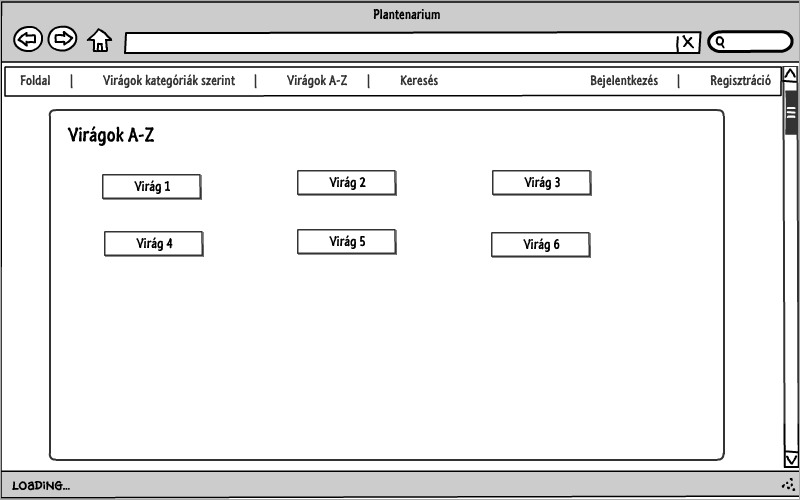 Plantenarium
X
Foldal | Virágok kategóriák szerint | Virágok A-Z | Keresés Bejelentkezés | Regisztráció
Virágok A-Z
Virág 1 Virág 2 Virág 3
Virág 4 Virág 5 Virág 6
LOADING...